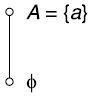 A = {a}
ϕ